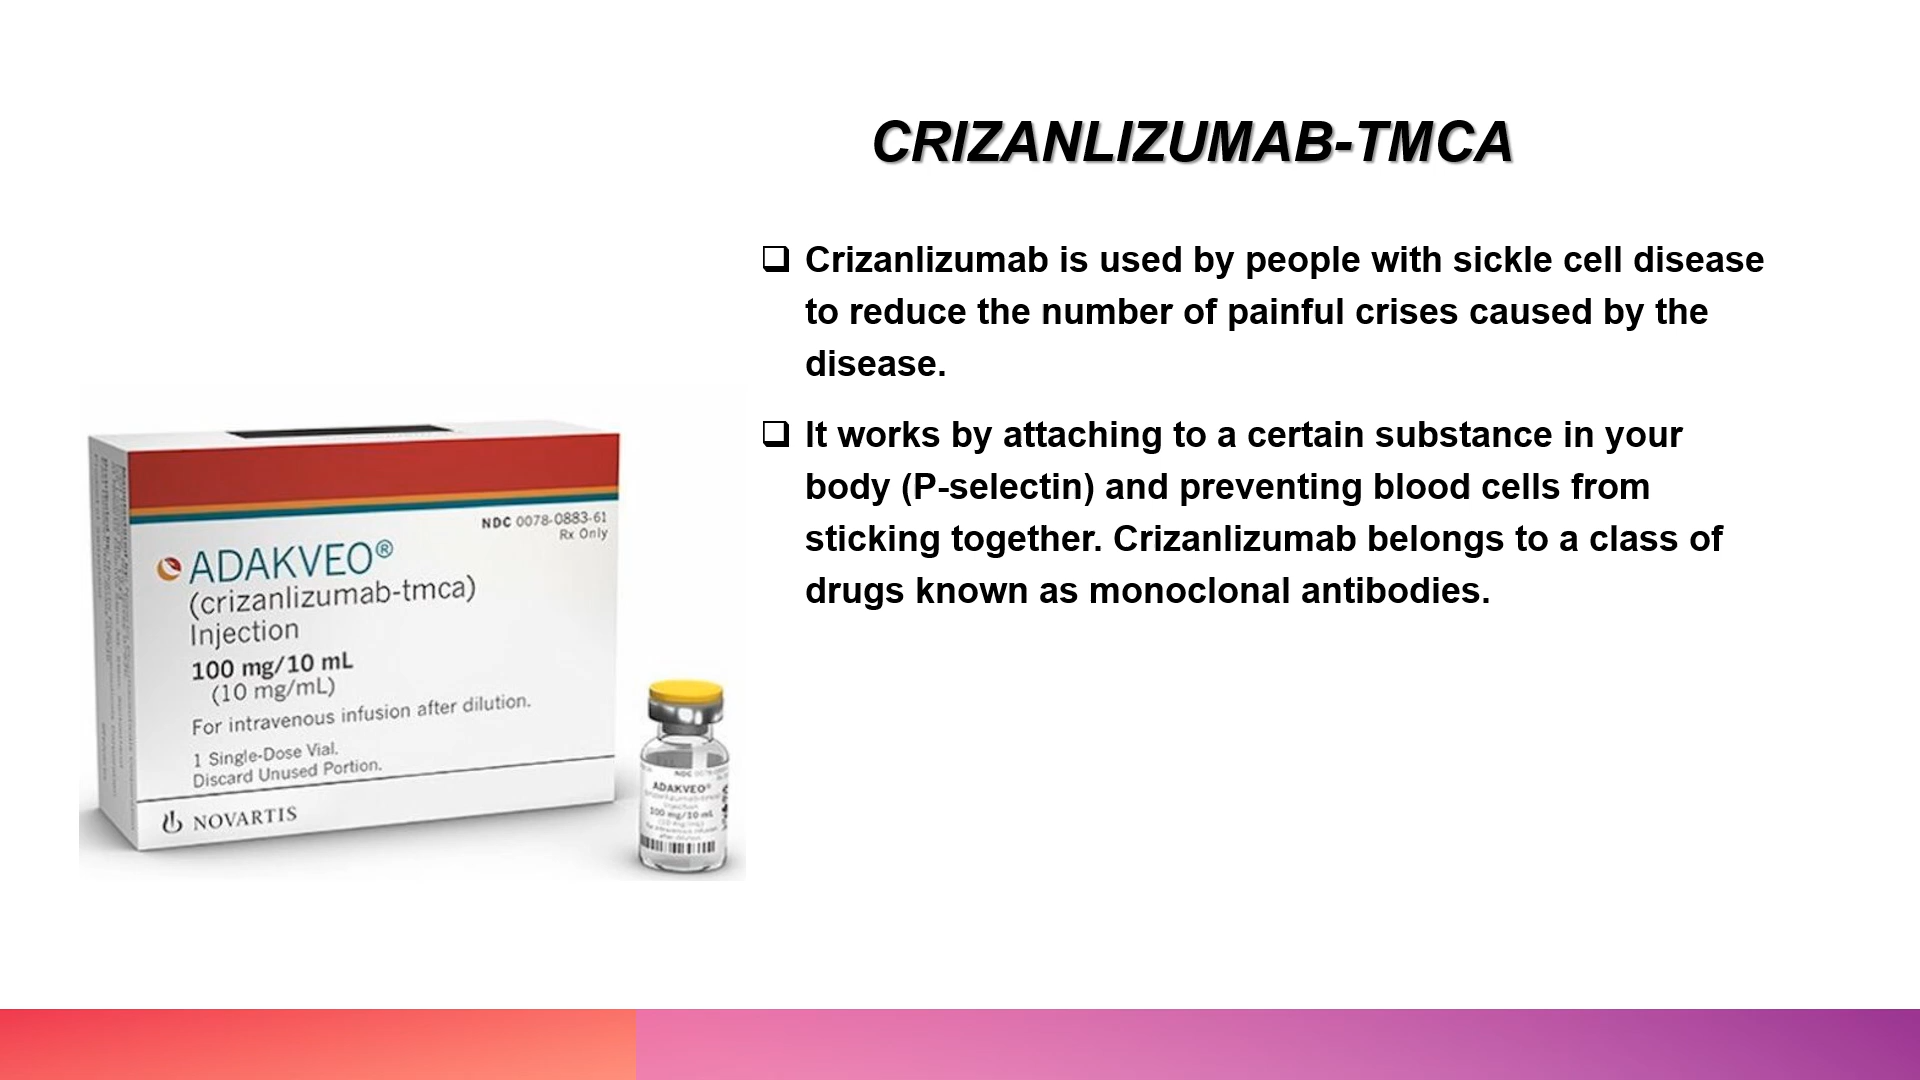 CRIZANLIZUMAB-TMCA
Crizanlizumab is used by people with sickle cell disease
to reduce the number of painful crises caused by the
disease.
It works by attaching to a certain substance in your
body (P-selectin) and preventing blood cells from
sticking together. Crizanlizumab belongs to a class of
drugs known as monoclonal antibodies.
NDC 0078-0883-61
Rx Only
ADAKVEO®
(crizanlizumab-tmca)
Injection
100 mg/10 mL
(10 mg/mL)
For intravenous infusion after dilution.
1 Single-Dose Vial.
Discard Unused Portion.
NOVARTIS
NDC
ADAKVEO®
100 mg/10 mL